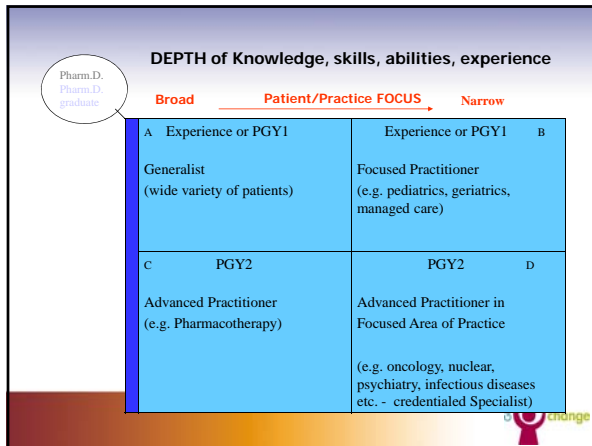 DEPTH of Knowledge, skills, abilities, experience
Pharm.D.
Pharm.D.
graduate
Broad Patient/Practice FOCUS Narrow
A Experience or PGY1
Generalist
(wide variety of patients)
Experience or PGY1 B
Focused Practitioner
(e.g. pediatrics, geriatrics,
managed care)
C PGY2
Advanced Practitioner
(e.g. Pharmacotherapy)
PGY2 D
Advanced Practitioner in
Focused Area of Practice
(e.g. oncology, nuclear,
psychiatry, infectious diseases
etc. - credentialed Specialist)
change